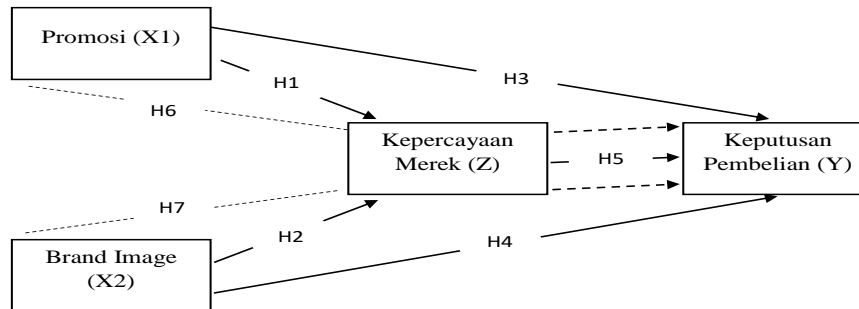 Promosi (X1)
H3
H1
H6
Kepercayaan
Merek (Z)
Keputusan
Pembelian (Y)
H5
H7
H2
H4
Brand Image
(X2)